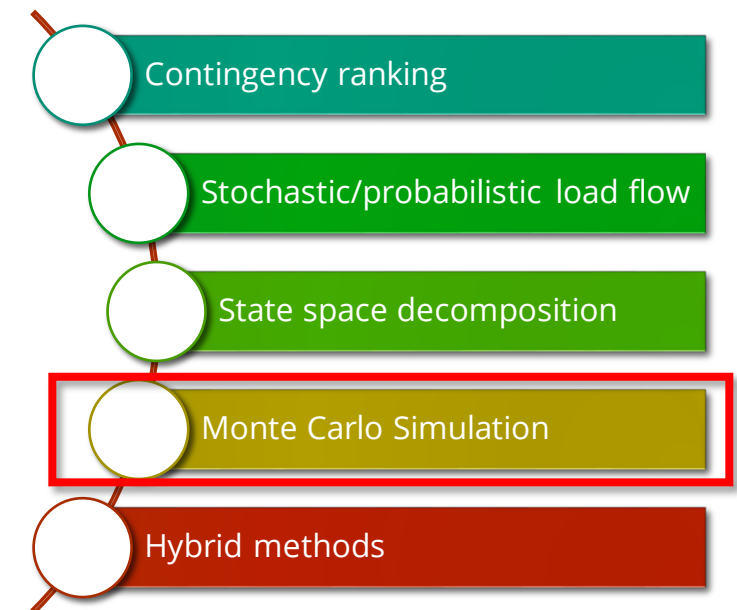 Contingency ranking
Stochastic/probabilistic load flow
State space decomposition
Monte Carlo Simulation
Hybrid methods